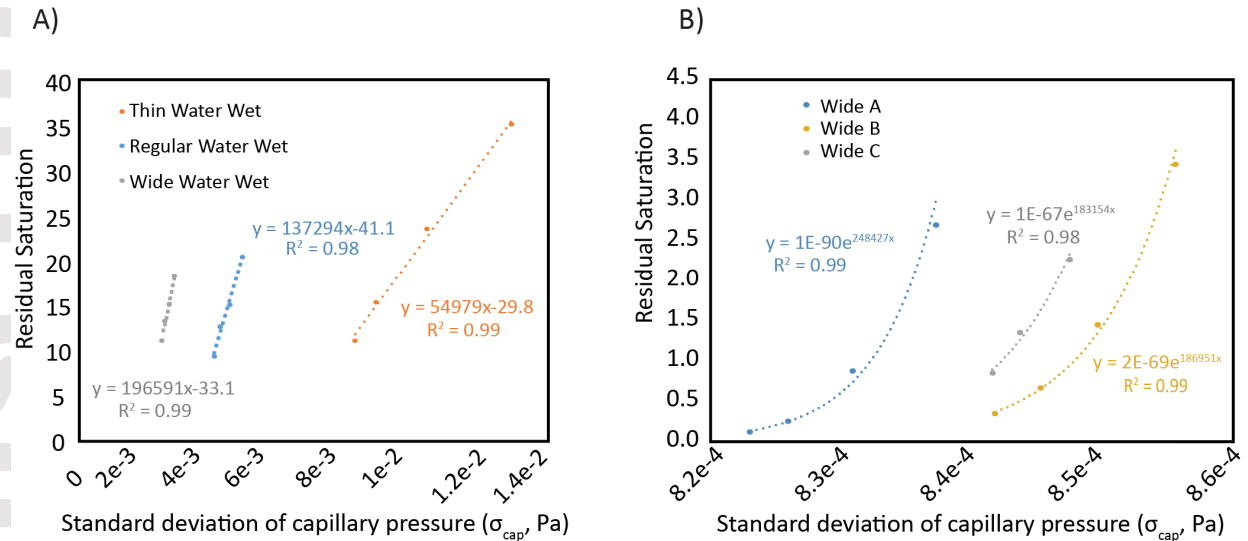 A)
40
35
30
25
20
15
10
5
0
Residual Saturation
Thin Water Wet
Regular Water Wet
Wide Water Wet
y = 137294x-41.1
R² = 0.98
y = 54979x-29.8
R² = 0.99
y = 196591x-33.1
R² = 0.99
0
2e-3
4e-3
6e-3
8e-3
1e-2
1.2e-2
1.4e-2
Standard deviation of capillary pressure (σcap, Pa)
B)
4.5
4.0
3.5
3.0
2.5
2.0
1.5
1.0
0.5
0.0
Residual Saturation
Wide A
Wide B
Wide C
y = 1E-90e^248427x
R² = 0.99
y = 1E-67e^183154x
R² = 0.98
y = 2E-69e^186951x
R² = 0.99
8.2e-4
8.3e-4
8.4e-4
8.5e-4
8.6e-4
Standard deviation of capillary pressure (σcap, Pa)